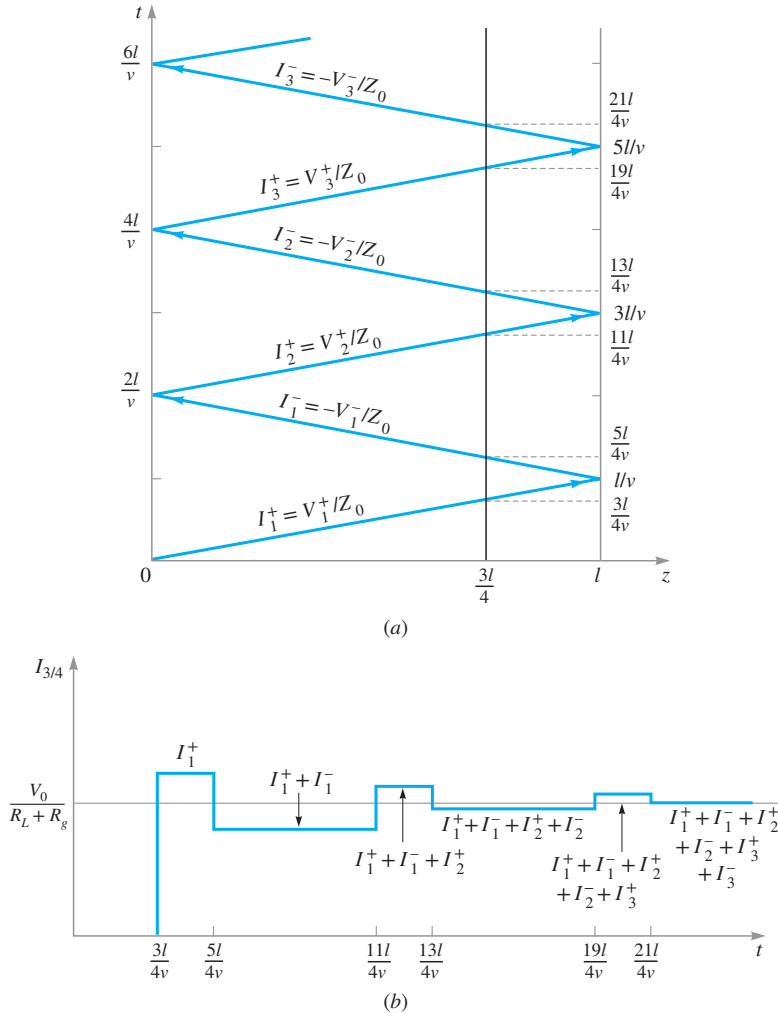 t
6l/v
I₃⁻ = –V₃⁻/Z₀
21l/4v
5l/v
19l/4v
I₃⁺ = V₃⁺/Z₀
4l/v
I₂⁻ = –V₂⁻/Z₀
13l/4v
3l/v
11l/4v
I₂⁺ = V₂⁺/Z₀
2l/v
I₁⁻ = –V₁⁻/Z₀
5l/4v
l/v
3l/4v
I₁⁺ = V₁⁺/Z₀
0
3l/4
l
z
(a)
I₃/₄
I₁⁺
I₁⁺ + I₁⁻
V₀/(R_L + R_g)
I₁⁺ + I₁⁻ + I₂⁺
I₁⁺ + I₁⁻ + I₂⁺ + I₂⁻
I₁⁺ + I₁⁻ + I₂⁺
+ I₂⁻ + I₃⁺
I₁⁺ + I₁⁻ + I₂⁺
+ I₂⁻ + I₃⁺
+ I₃⁻
3l/4v
5l/4v
11l/4v
13l/4v
19l/4v
21l/4v
t
(b)